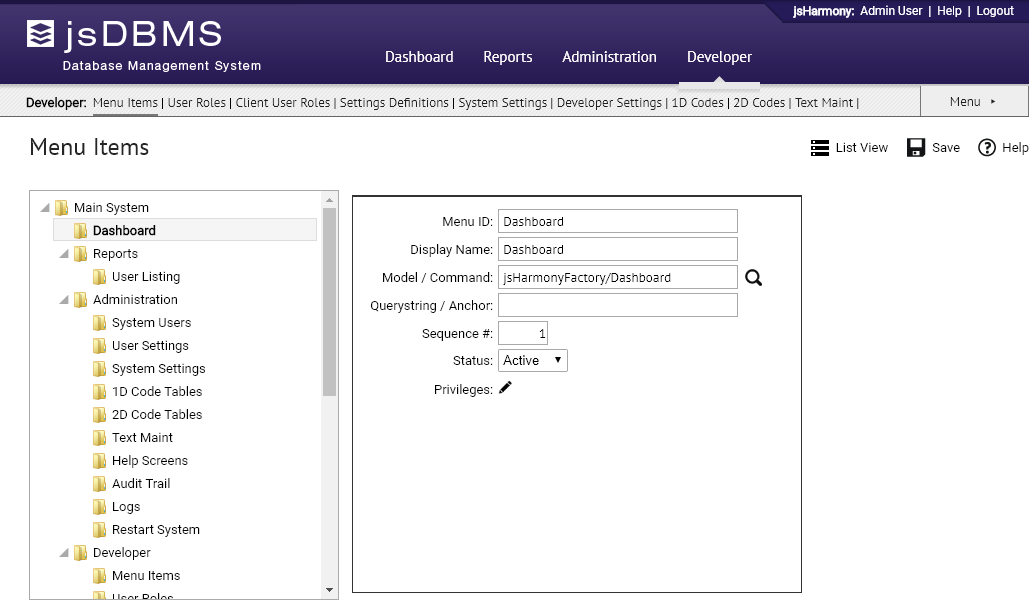 jsHarmony: Admin User | Help | Logout
jsDBMS
Database Management System
Dashboard Reports Administration Developer
Developer: Menu Items | User Roles | Client User Roles | Settings Definitions | System Settings | Developer Settings | 1D Codes | 2D Codes | Text Maint |
Menu
Menu Items
List View Save Help
Main System
Dashboard
Reports
User Listing
Administration
System Users
User Settings
System Settings
1D Code Tables
2D Code Tables
Text Maint
Help Screens
Audit Trail
Logs
Restart System
Developer
Menu Items
User Roles
Menu ID: Dashboard
Display Name: Dashboard
Model / Command: jsHarmonyFactory/Dashboard
Querystring / Anchor:
Sequence #: 1
Status: Active
Privileges: